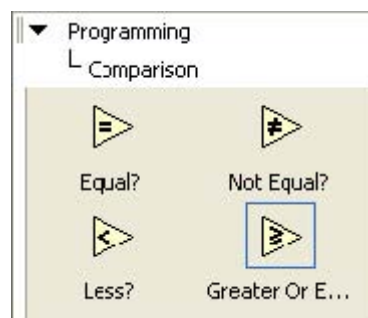 Programming
Comparison
= ≠
Equal? Not Equal?
< ≥
Less? Greater Or E...